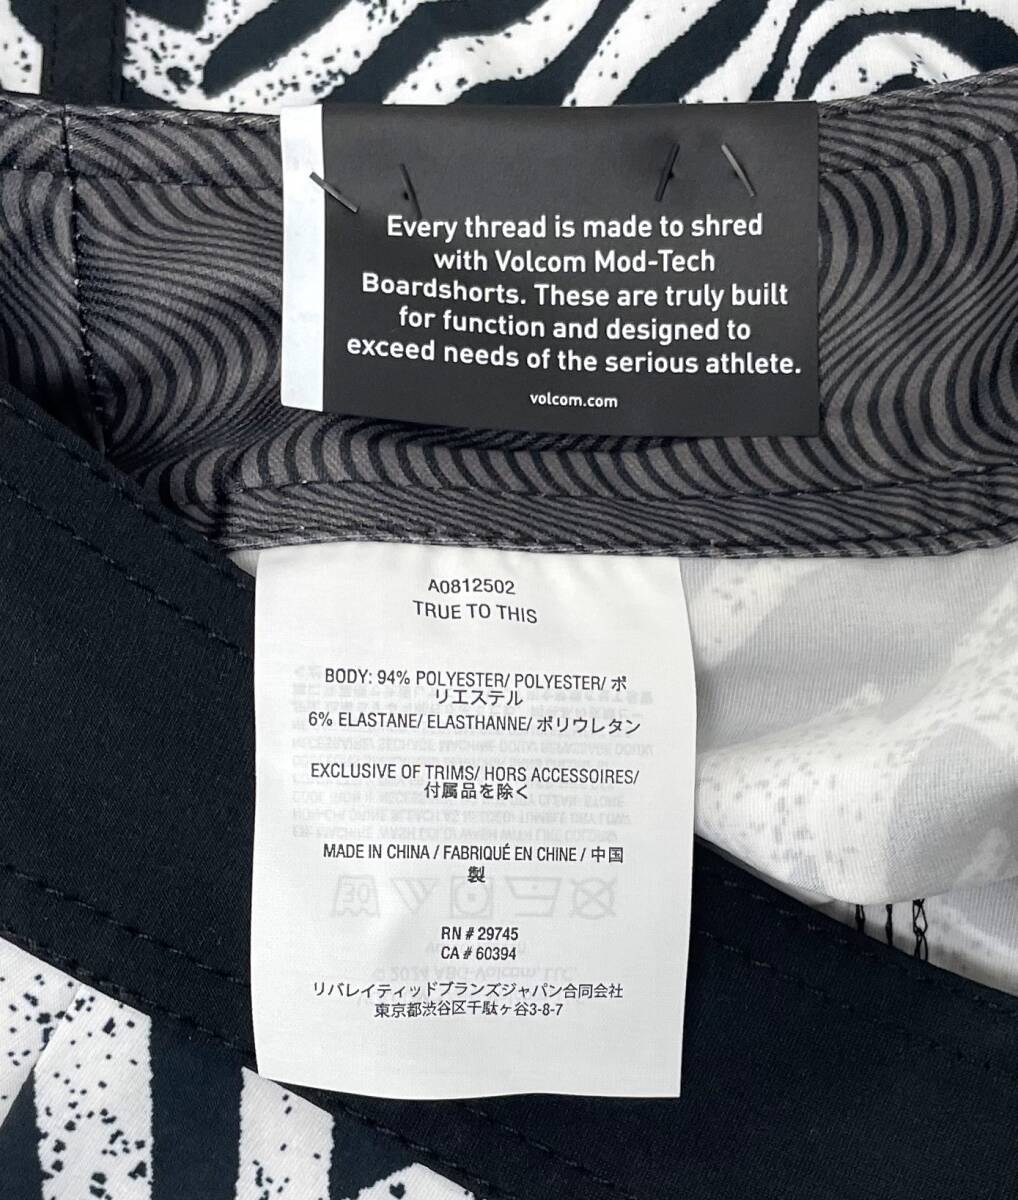 Every thread is made to shred
with Volcom Mod-Tech
Boardshorts. These are truly built
for function and designed to
exceed needs of the serious athlete.
volcom.com
A0812502
TRUE TO THIS
BODY: 94% POLYESTER/ POLYESTER/ ポ
リエステル
6% ELASTANE/ ELASTHANNE/ ポリウレタン
EXCLUSIVE OF TRIMS/ HORS ACCESSOIRES/
付属品を除く
MADE IN CHINA / FABRIQUÉ EN CHINE / 中国
製
30
RN # 29745
CA # 60394
© 2024 ABG-Volcom, LLC.
リバレイティッドブランズジャパン合同会社
東京都渋谷区千駄ヶ谷3-8-7